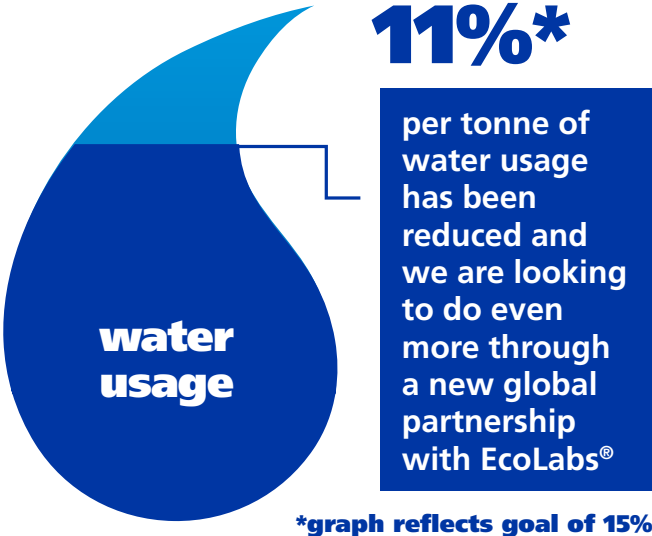 11%*
per tonne of
water usage
has been
reduced and
we are looking
to do even
more through
a new global
partnership
with EcoLabs®
water
usage
*graph reflects goal of 15%